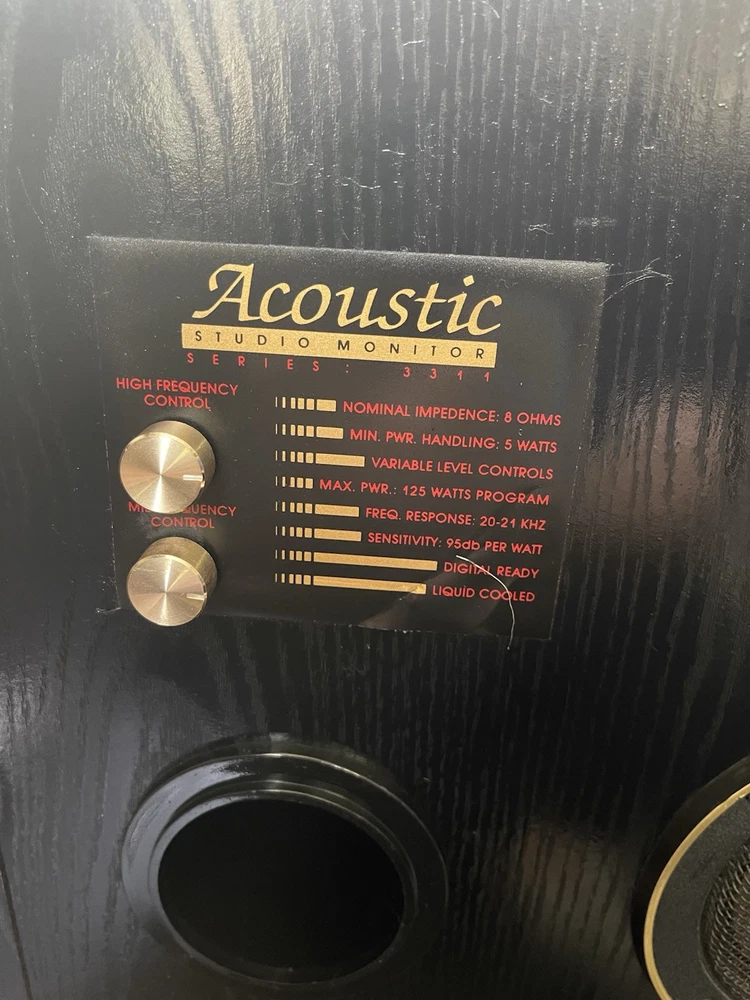 Acoustic
STUDIO MONITOR
SERIES: 3311
HIGH FREQUENCY
CONTROL
CONTROL
NOMINAL IMPEDENCE: 8 OHMS
MIN. PWR. HANDLING: 5 WATTS
VARIABLE LEVEL CONTROLS
MAX. PWR.: 125 WATTS PROGRAM
FREQ. RESPONSE: 20-21 KHZ
SENSITIVITY: 95db PER WATT
DIGITAL READY
LIQUID COOLED